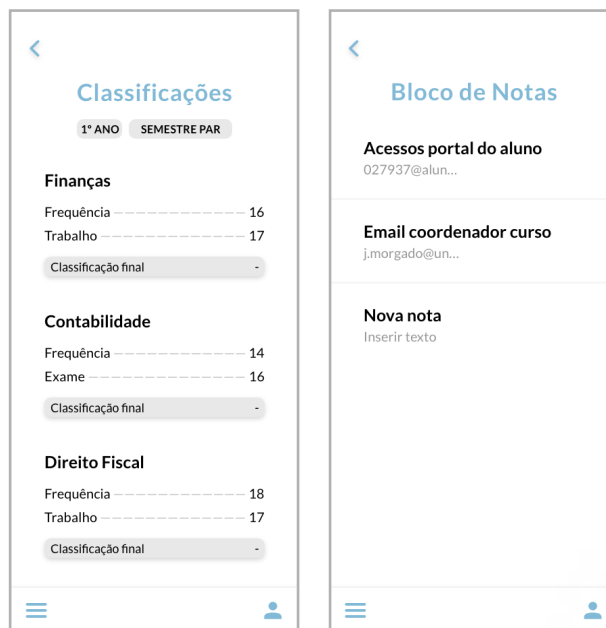 Classificações
1º ANO SEMESTRE PAR
Finanças
Frequência 16
Trabalho 17
Classificação final -
Contabilidade
Frequência 14
Exame 16
Classificação final -
Direito Fiscal
Frequência 18
Trabalho 17
Classificação final -
Bloco de Notas
Acessos portal do aluno
027937@alun...
Email coordenador curso
j.morgado@un...
Nova nota
Inserir texto